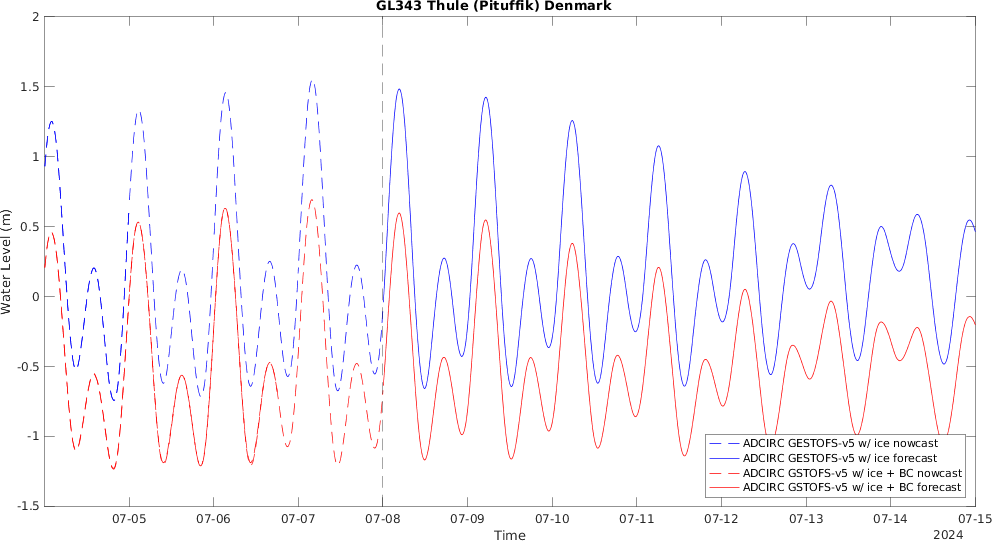 GL343 Thule (Pituffik) Denmark
2
1.5
1
0.5
0
-0.5
-1
-1.5
Water Level (m)
ADCIRC GESTOFS-v5 w/ ice nowcast
ADCIRC GESTOFS-v5 w/ ice forecast
ADCIRC GSTOFS-v5 w/ ice + BC nowcast
ADCIRC GSTOFS-v5 w/ ice + BC forecast
07-05 07-06 07-07 07-08 07-09 07-10 07-11 07-12 07-13 07-14 07-15
Time
2024